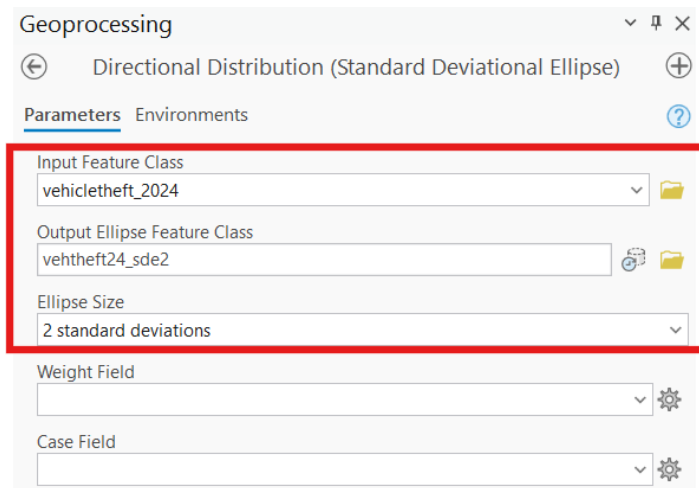 Geoprocessing
Directional Distribution (Standard Deviational Ellipse)
Parameters Environments
Input Feature Class
vehicletheft_2024
Output Ellipse Feature Class
vehtheft24_sde2
Ellipse Size
2 standard deviations
Weight Field
Case Field